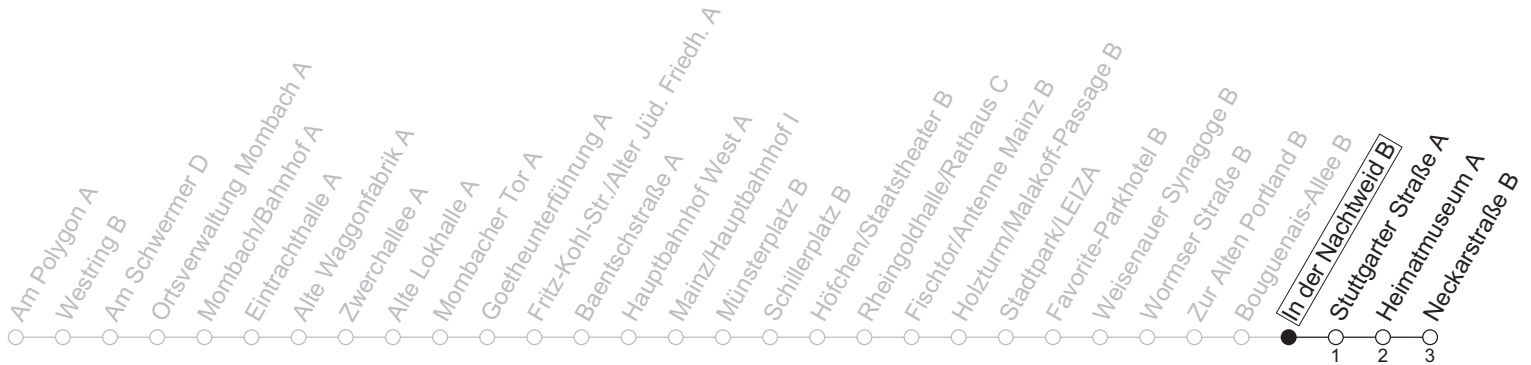 Am Polygon A
Westring B
Am Schwermer D
Ortsverwaltung Mombach A
Mombach/Bahnhof A
Eintrachthalle A
Alte Waggonfabrik A
Zwerchallee A
Alte Lokhalle A
Mombacher Tor A
Goetheunterführung A
Fritz-Kohl-Str./Alter Jüd. Friedh. A
Baentschstraße A
Hauptbahnhof West A
Mainz/Hauptbahnhof I
Münsterplatz B
Schillerplatz B
Höfchen/Staatstheater B
Rheingoldhalle/Rathaus C
Fischtor/Antenne Mainz B
Holzturm/Malakoff-Passage B
Stadtpark/LEIZA
Favorite-Parkhotel B
Weisenauer Synagoge B
Wormser Straße B
Zur Alten Portland B
Bouguenais-Allee B
In der Nachtweid B
Stuttgarter Straße A
Heimatmuseum A
Neckarstraße B
1 2 3